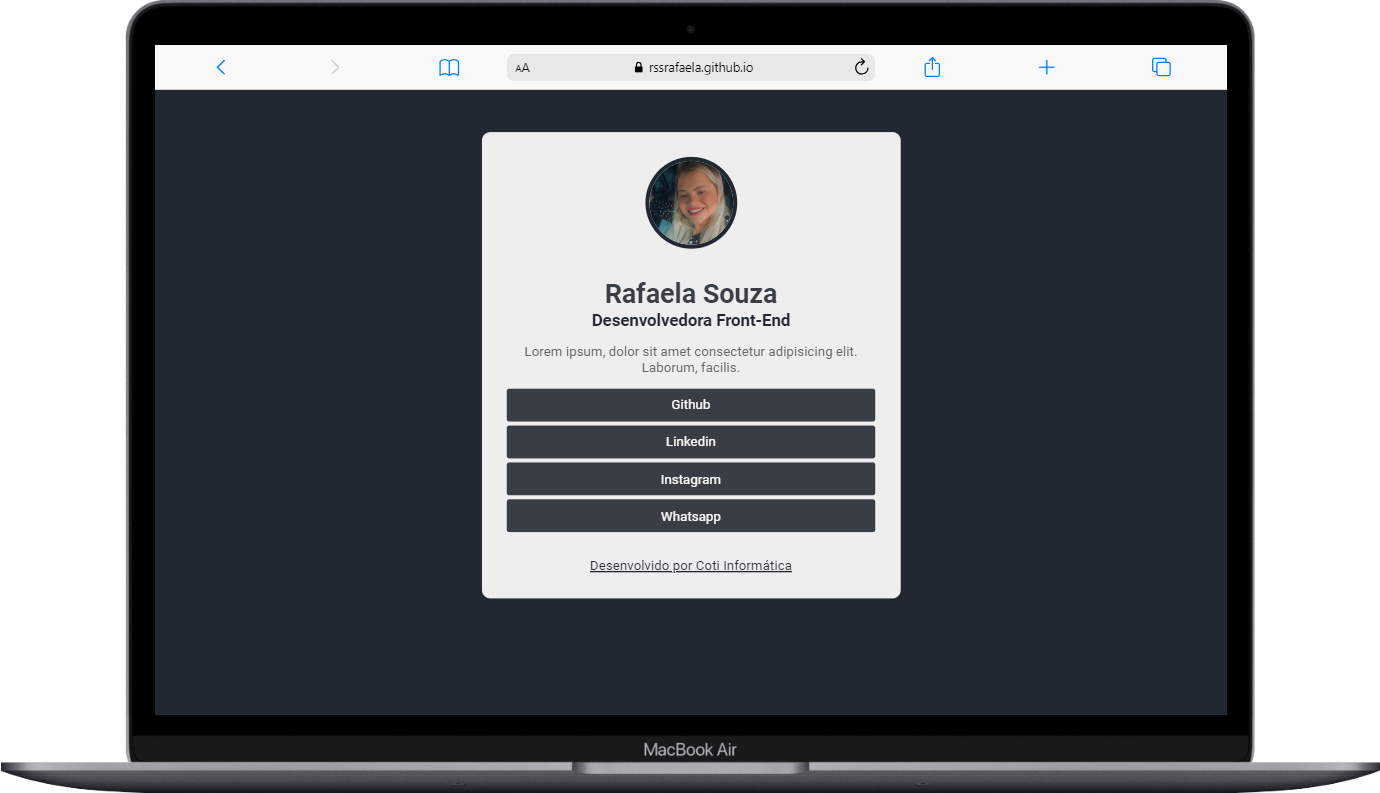 AA
rssrafaela.github.io
Rafaela Souza
Desenvolvedora Front-End
Lorem ipsum, dolor sit amet consectetur adipisicing elit.
Laborum, facilis.
Github
Linkedin
Instagram
Whatsapp
Desenvolvido por Coti Informática
MacBook Air